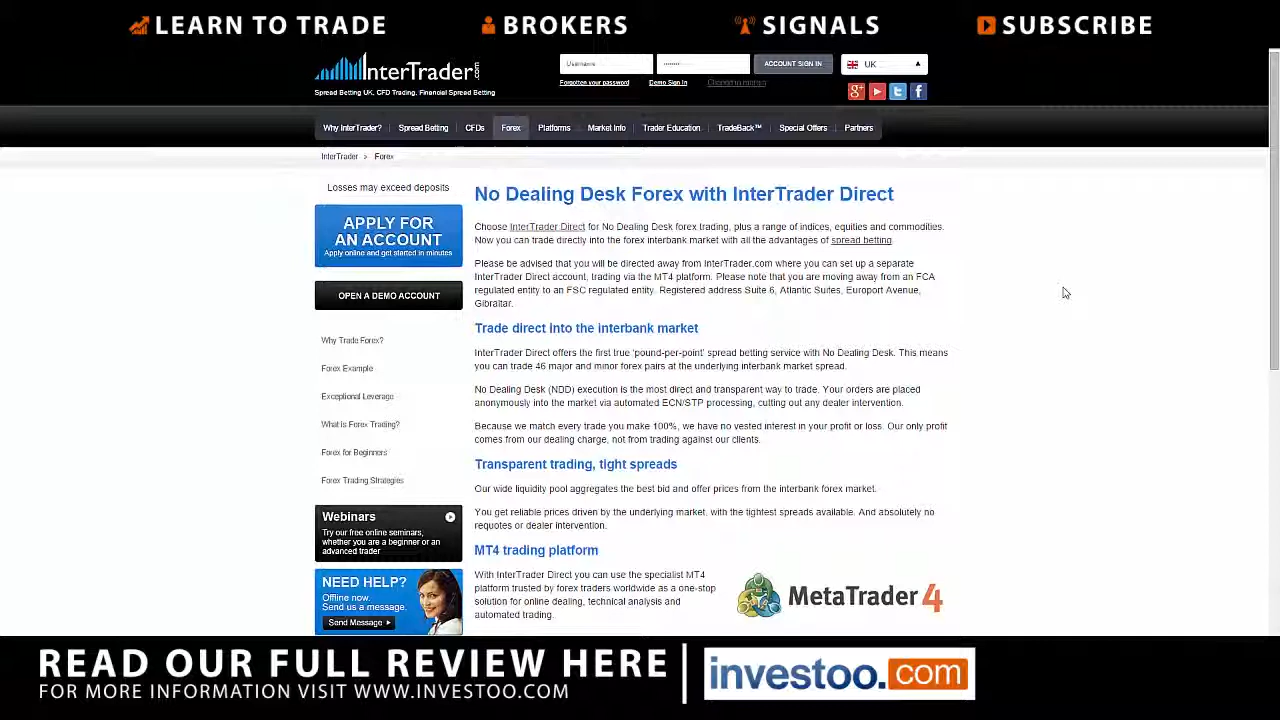 LEARN TO TRADE
BROKERS
SIGNALS
SUBSCRIBE
InterTrader.com
Spread Betting UK, CFD Trading, Financial Spread Betting
Username
ACCOUNT SIGN IN
UK
Forgotten your password
Demo Sign In
Why InterTrader?
Spread Betting
CFDs
Forex
Platforms
Market Info
Trader Education
TradeBack™
Special Offers
Partners
InterTrader > Forex
Losses may exceed deposits
APPLY FOR
AN ACCOUNT
Apply online and get started in minutes
OPEN A DEMO ACCOUNT
Why Trade Forex?
Forex Example
Exceptional Leverage
What is Forex Trading?
Forex for Beginners
Forex Trading Strategies
Webinars
Try our free online seminars,
whether you are a beginner or an
advanced trader
NEED HELP?
Offline now.
Send us a message.
Send Message
No Dealing Desk Forex with InterTrader Direct
Choose InterTrader Direct for No Dealing Desk forex trading, plus a range of indices, equities and commodities.
Now you can trade directly into the forex interbank market with all the advantages of spread betting.
Please be advised that you will be directed away from InterTrader.com where you can set up a separate
InterTrader Direct account, trading via the MT4 platform. Please note that you are moving away from an FCA
regulated entity to an FSC regulated entity. Registered address Suite 6, Atlantic Suites, Europort Avenue,
Gibraltar.
Trade direct into the interbank market
InterTrader Direct offers the first true 'pound-per-point' spread betting service with No Dealing Desk. This means
you can trade 46 major and minor forex pairs at the underlying interbank market spread.
No Dealing Desk (NDD) execution is the most direct and transparent way to trade. Your orders are placed
anonymously into the market via automated ECN/STP processing, cutting out any dealer intervention.
Because we match every trade you make 100%, we have no vested interest in your profit or loss. Our only profit
comes from our dealing charge, not from trading against our clients.
Transparent trading, tight spreads
Our wide liquidity pool aggregates the best bid and offer prices from the interbank forex market.
You get reliable prices driven by the underlying market, with the tightest spreads available. And absolutely no
requotes or dealer intervention.
MT4 trading platform
With InterTrader Direct you can use the specialist MT4
platform trusted by forex traders worldwide as a one-stop
solution for online dealing, technical analysis and
automated trading.
MetaTrader 4
READ OUR FULL REVIEW HERE
FOR MORE INFORMATION VISIT WWW.INVESTOO.COM
investoo.com